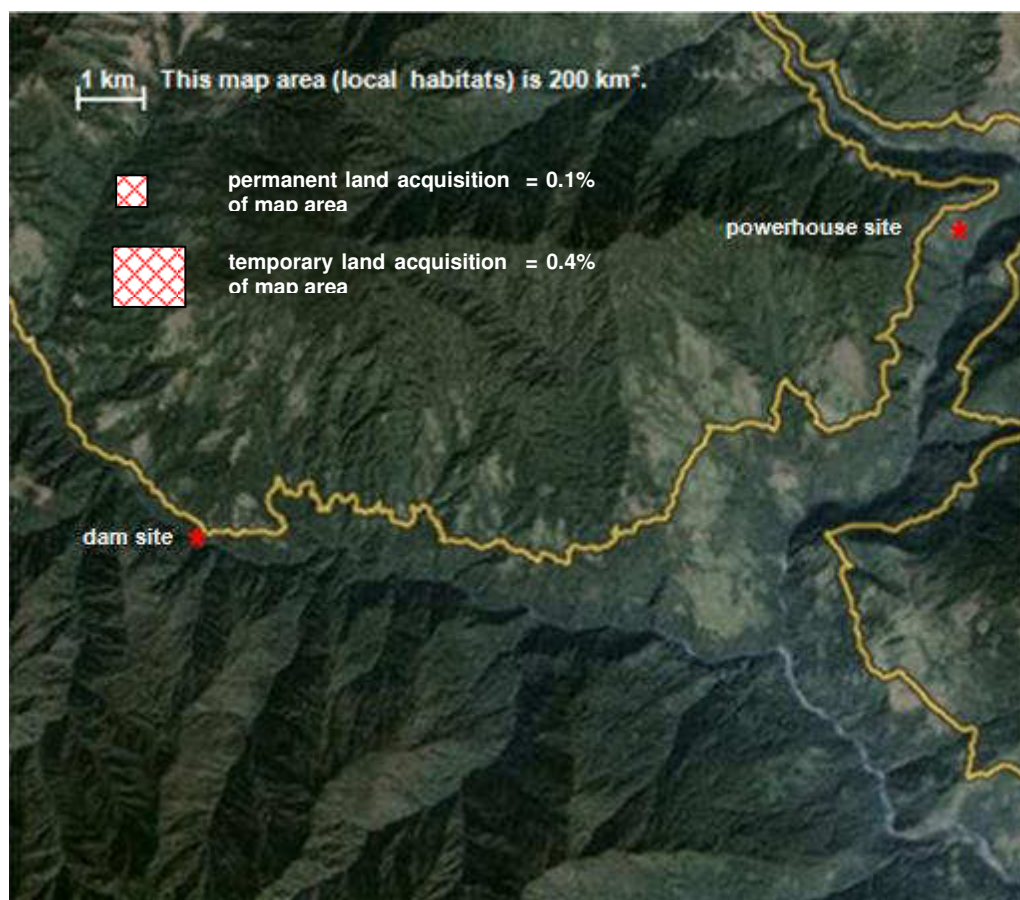 1 km This map area (local habitats) is 200 km².
permanent land acquisition = 0.1%
of map area
powerhouse site
temporary land acquisition = 0.4%
of map area
dam site